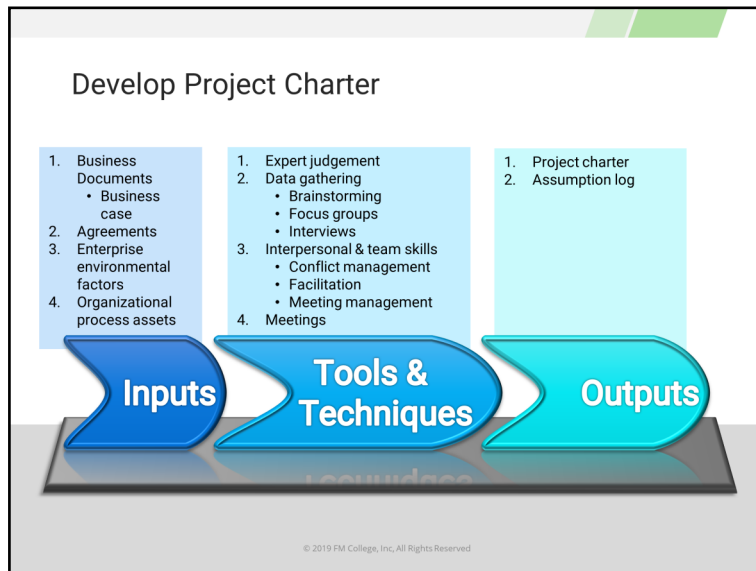 Develop Project Charter
1. Business
Documents
• Business
case
2. Agreements
3. Enterprise
environmental
factors
4. Organizational
process assets
1. Expert judgement
2. Data gathering
• Brainstorming
• Focus groups
• Interviews
3. Interpersonal & team skills
• Conflict management
• Facilitation
• Meeting management
4. Meetings
1. Project charter
2. Assumption log
Inputs
Tools &
Techniques
Outputs
© 2019 FM College, Inc, All Rights Reserved